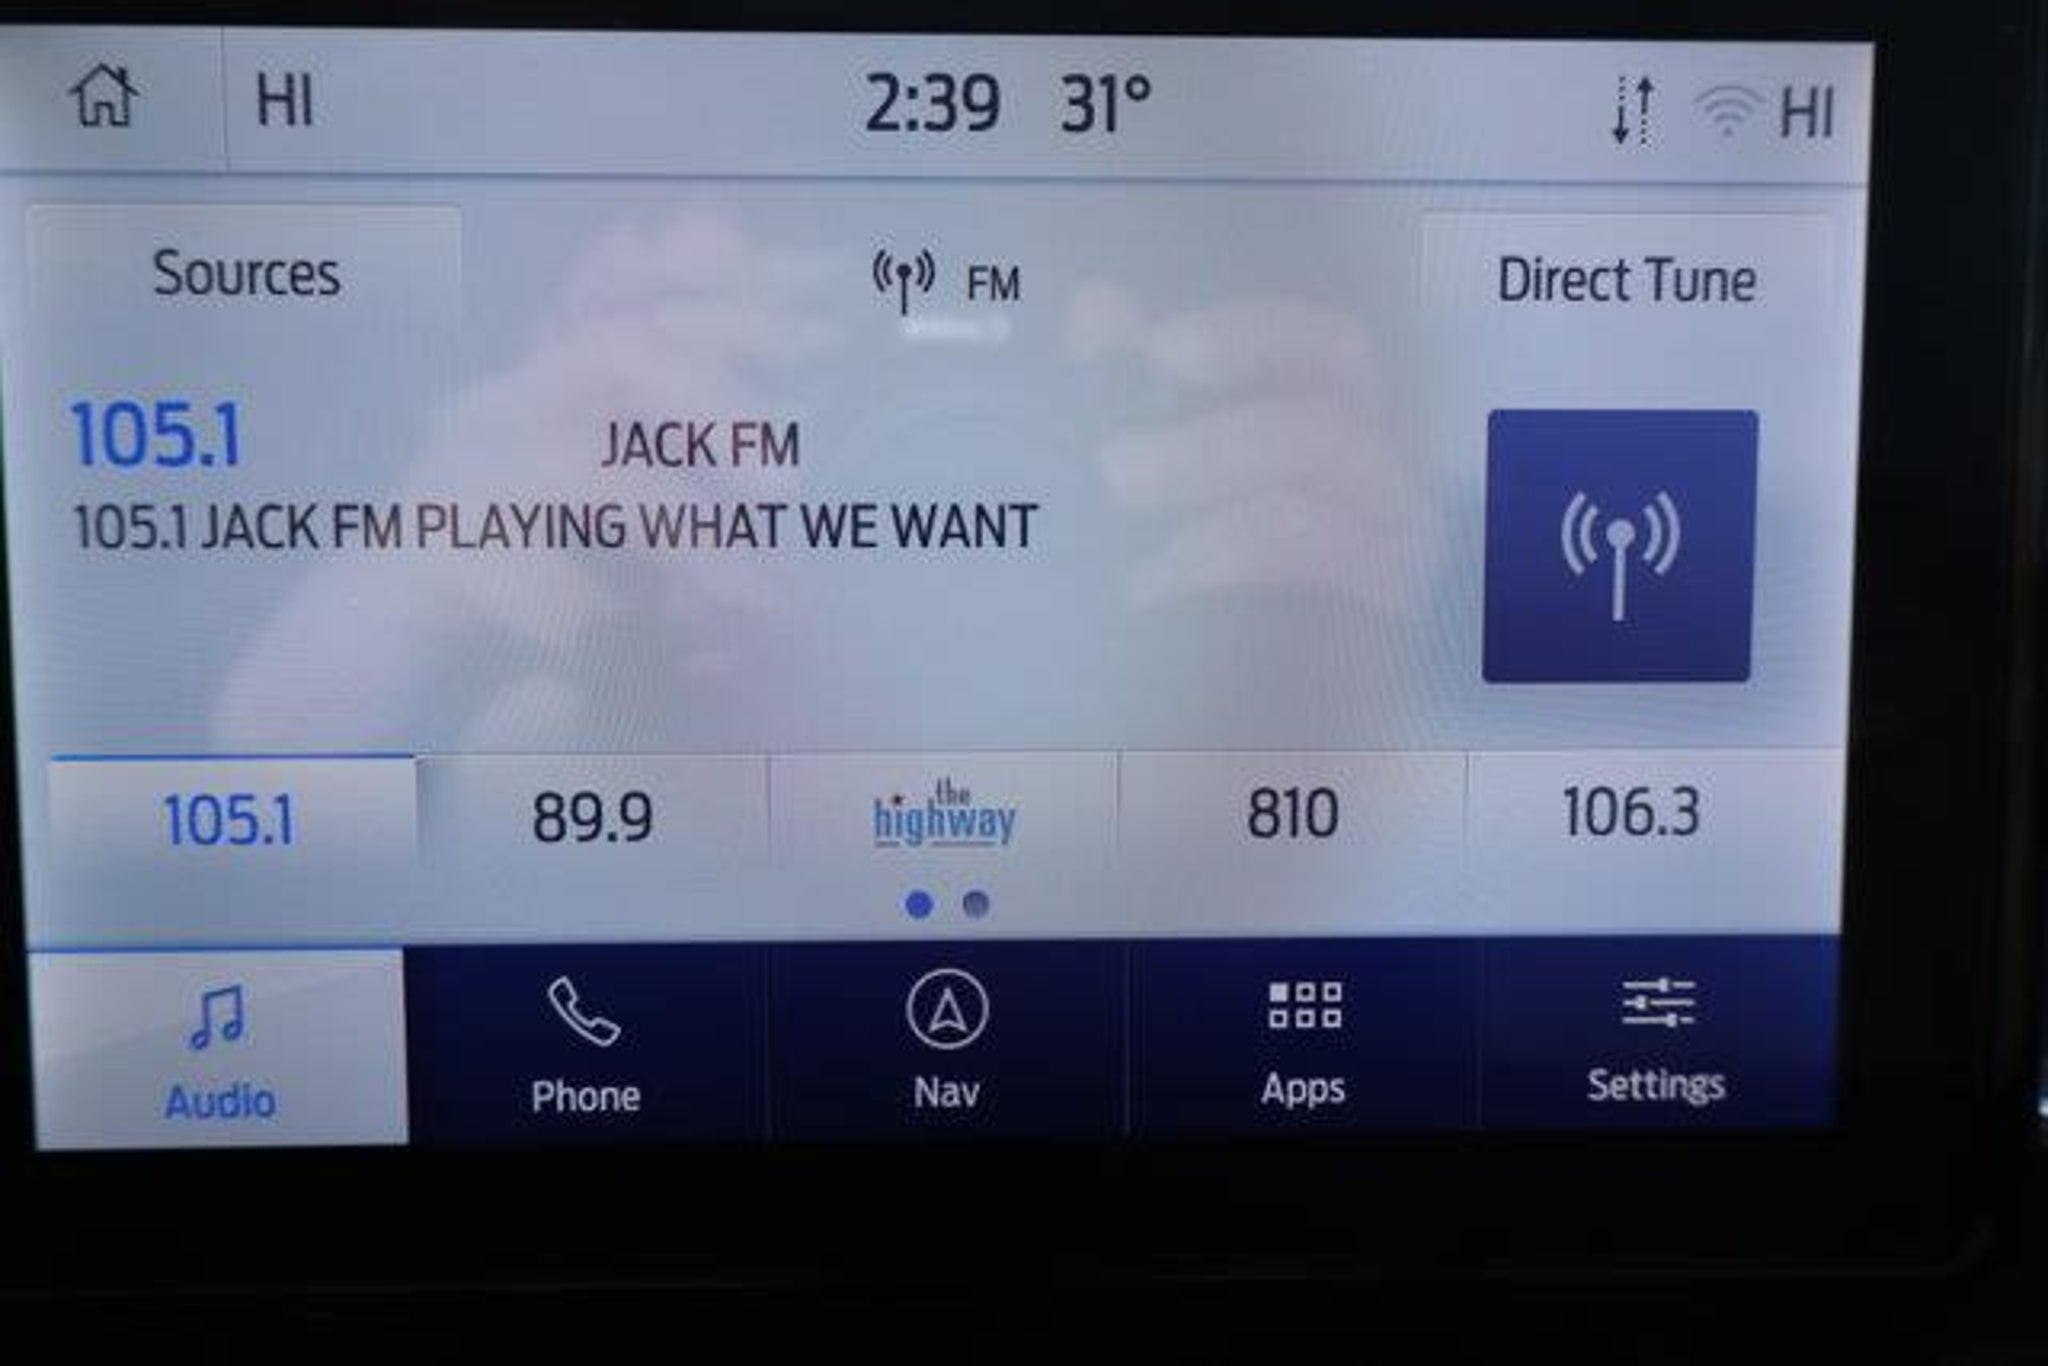 HI 2:39 31° HI
Sources FM Direct Tune
105.1 JACK FM
105.1 JACK FM PLAYING WHAT WE WANT
105.1 89.9 the highway 810 106.3
Audio Phone Nav Apps Settings